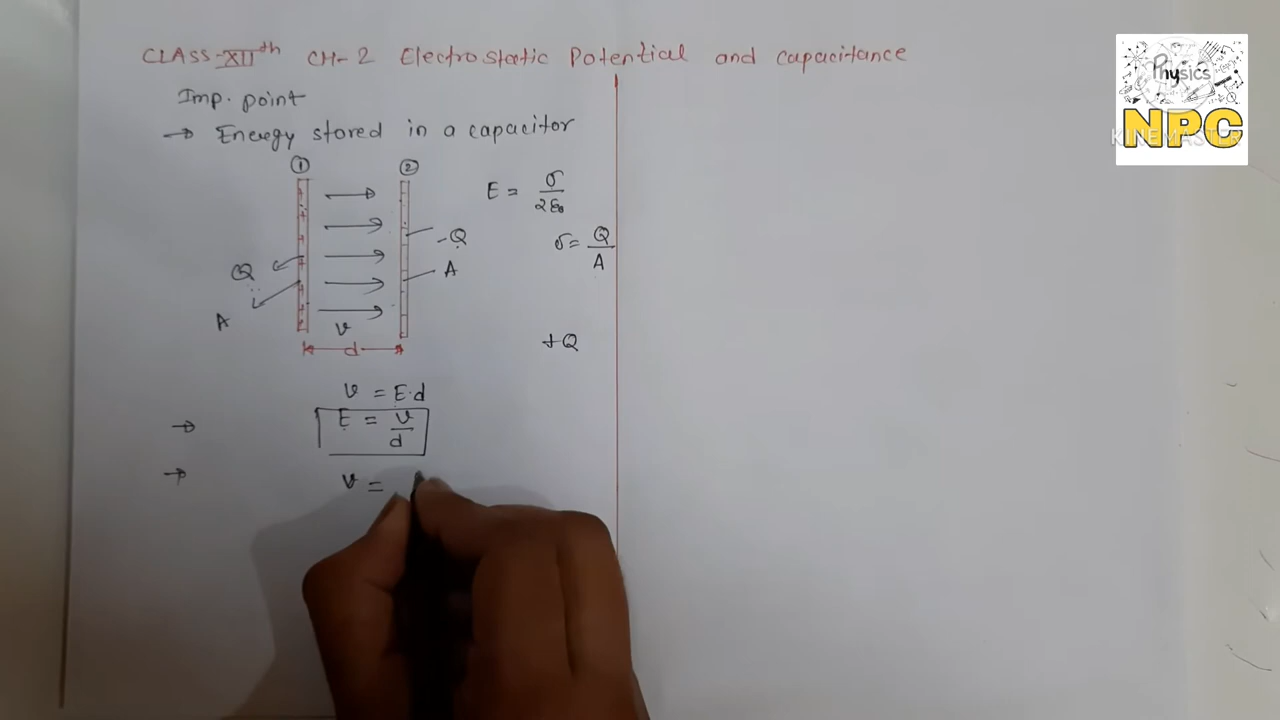 CLASS-XIIth CH-2 Electrostatic Potential and capacitance
Imp. point
→ Energy stored in a capacitor
① ②
E = σ/2ε₀
-Q
σ = Q/A
Q
A
A
v
d
+Q
v = E.d
→ E = v/d
→ v =
Physics
NPC
KINEMASTER